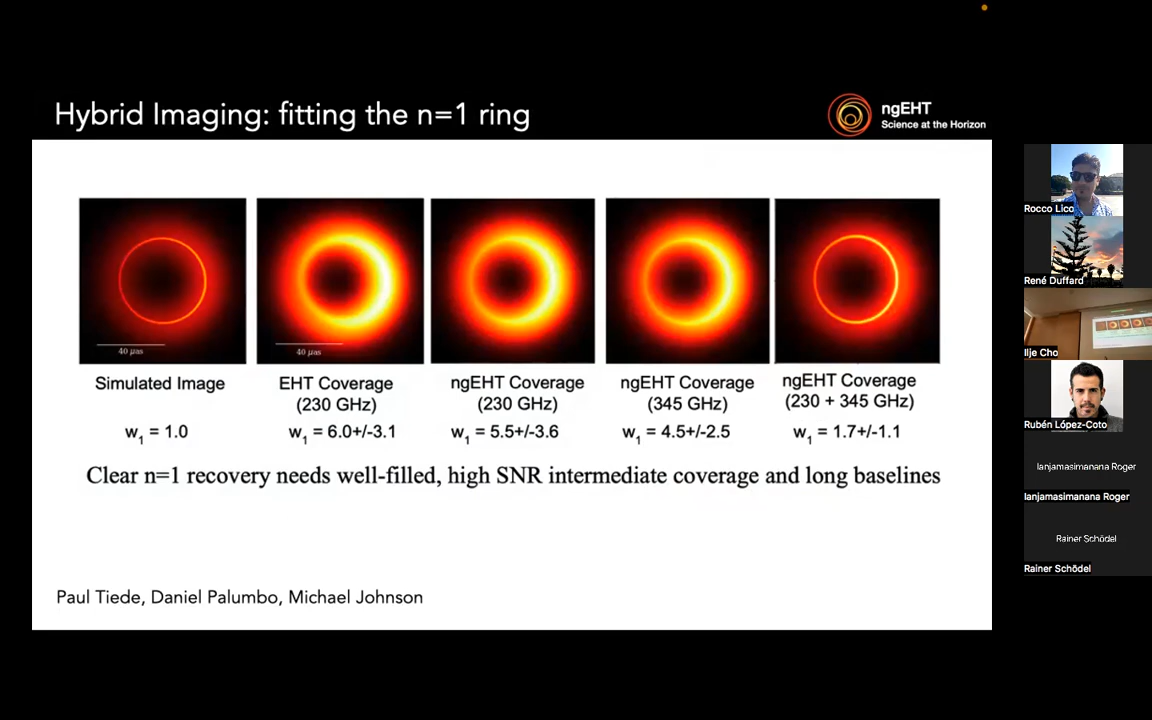 Hybrid Imaging: fitting the n=1 ring
ngEHT
Science at the Horizon
40 μas
40 μas
Simulated Image
w1 = 1.0
EHT Coverage
(230 GHz)
w1 = 6.0+/-3.1
ngEHT Coverage
(230 GHz)
w1 = 5.5+/-3.6
ngEHT Coverage
(345 GHz)
w1 = 4.5+/-2.5
ngEHT Coverage
(230 + 345 GHz)
w1 = 1.7+/-1.1
Clear n=1 recovery needs well-filled, high SNR intermediate coverage and long baselines
Paul Tiede, Daniel Palumbo, Michael Johnson
Rocco Lico
René Duffard
Ilje Cho
Rubén López-Coto
Ianjamasimanana Roger
Ianjamasimanana Roger
Rainer Schödel
Rainer Schödel